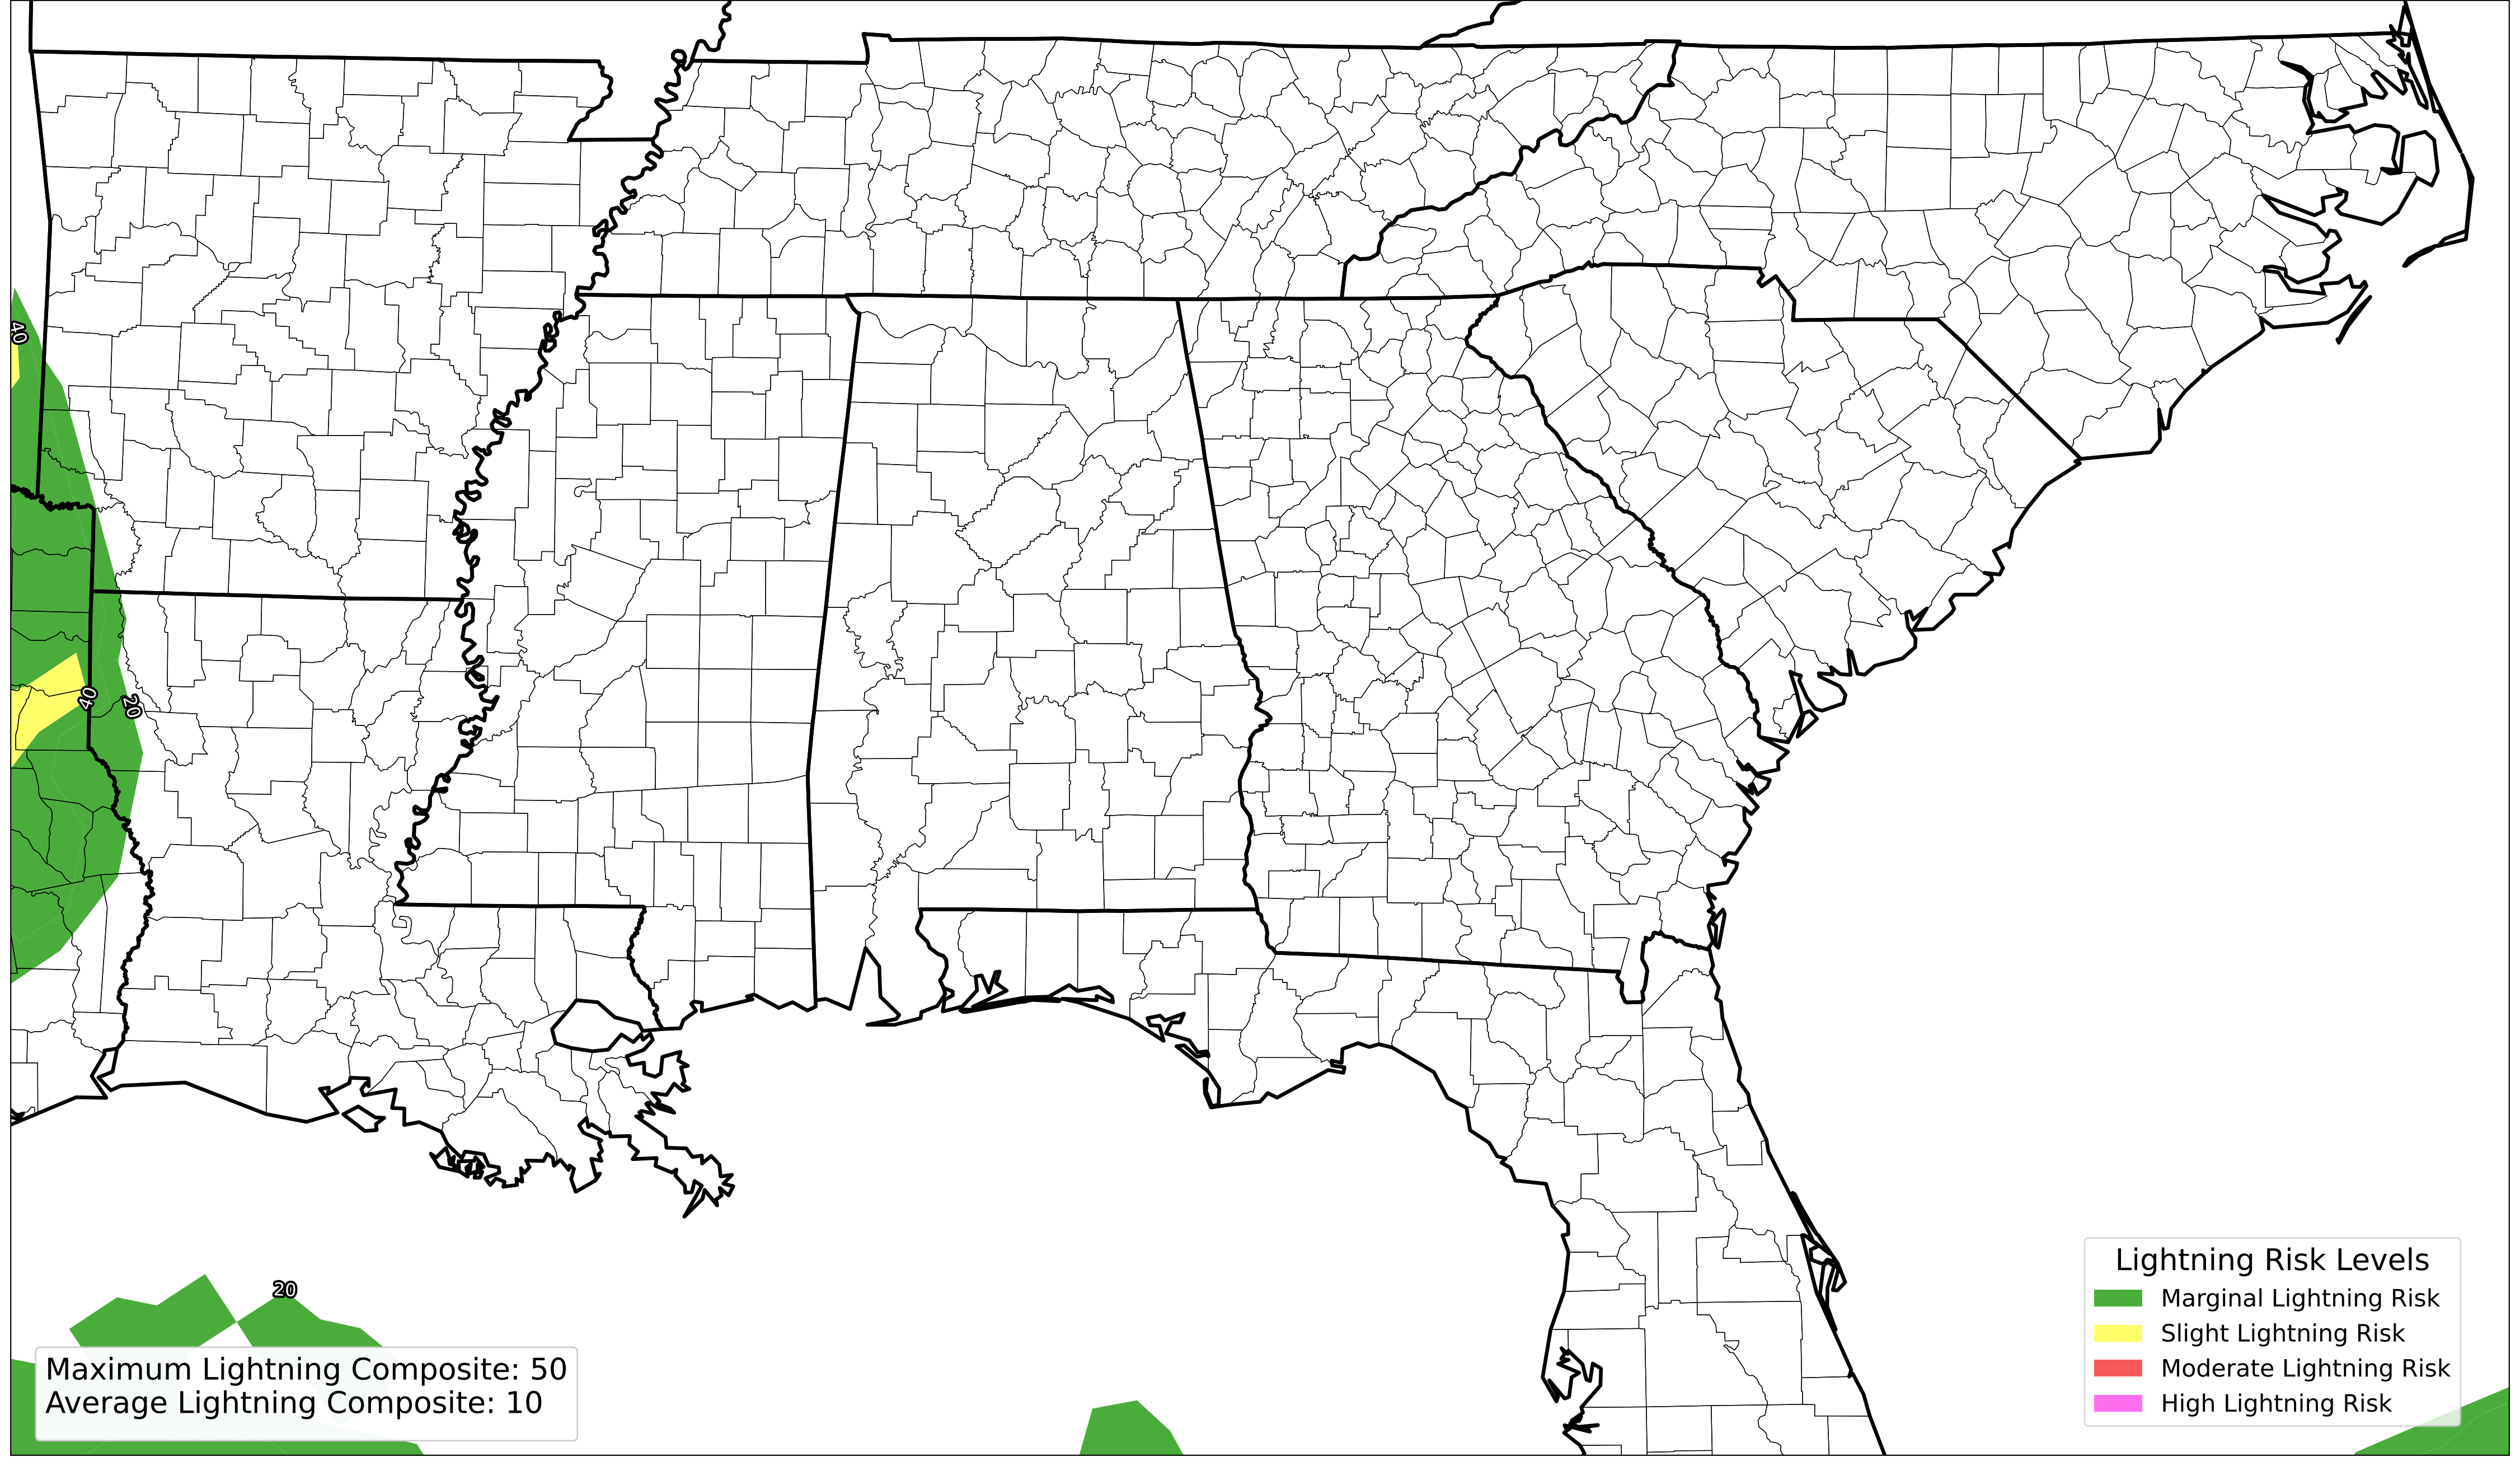 40
40
20
20
Maximum Lightning Composite: 50
Average Lightning Composite: 10
Lightning Risk Levels
Marginal Lightning Risk
Slight Lightning Risk
Moderate Lightning Risk
High Lightning Risk